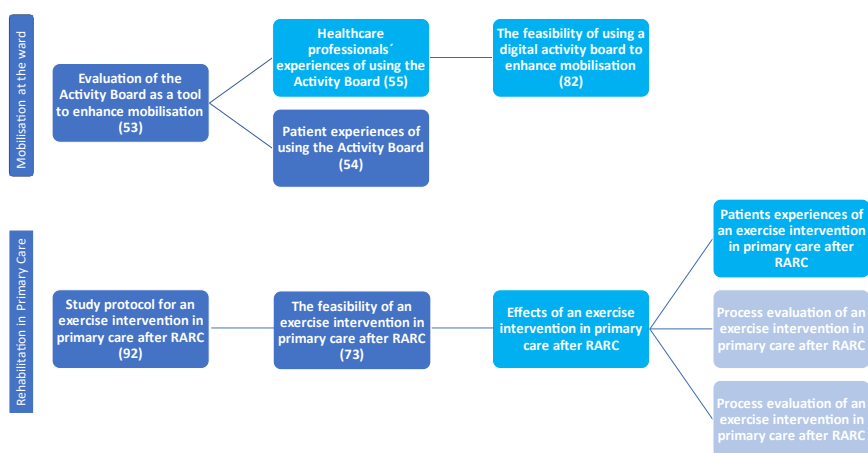 Mobilisation at the ward
Evaluation of the
Activity Board as a tool
to enhance mobilisation
(53)
Healthcare
professionals´
experiences of using the
Activity Board (55)
Patient experiences of
using the Activity Board
(54)
The feasibility of using a
digital activity board to
enhance mobilisation
(82)
Rehabilitation in Primary Care
Study protocol for an
exercise intervention in
primary care after RARC
(92)
The feasibility of an
exercise intervention in
primary care after RARC
(73)
Effects of an exercise
intervention in primary
care after RARC
Patients experiences of
an exercise intervention
in primary care after
RARC
Process evaluation of an
exercise intervention in
primary care after RARC
Process evaluation of an
exercise intervention in
primary care after RARC